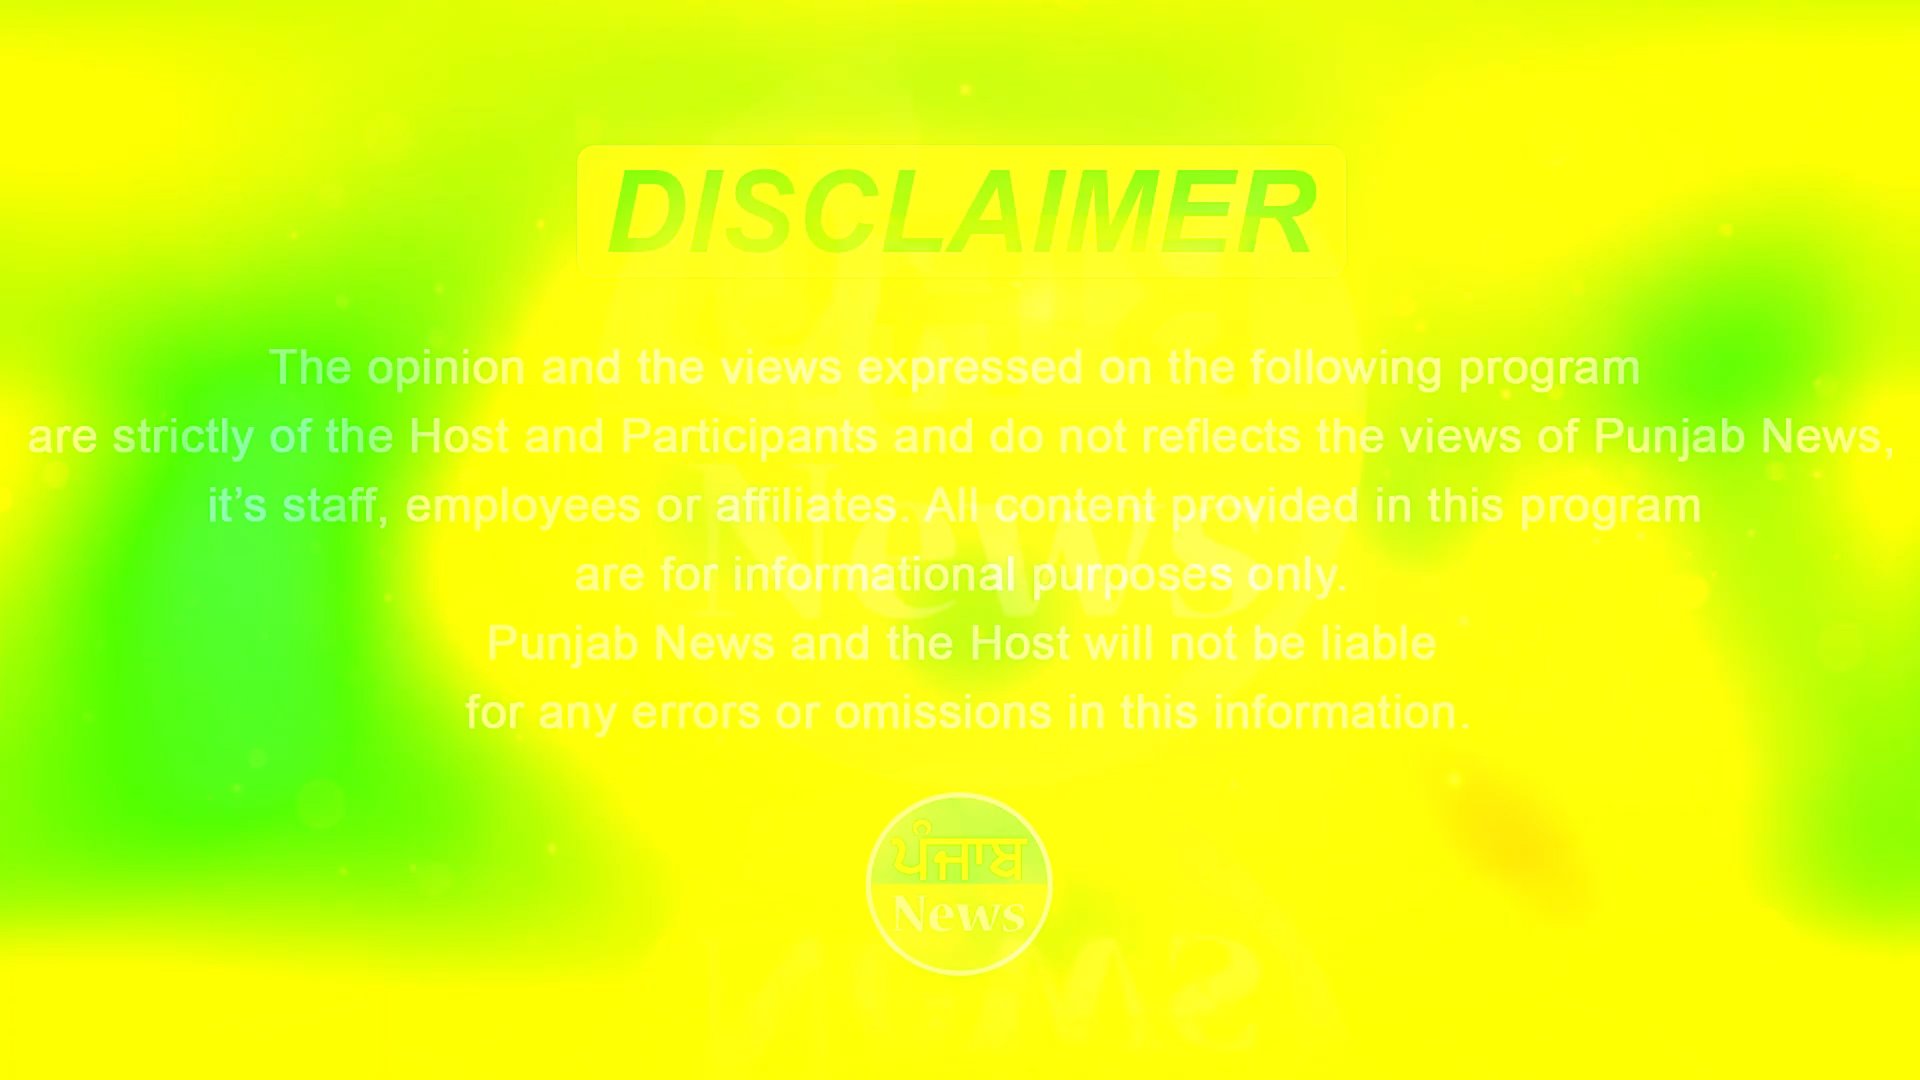 DISCLAIMER
The opinion and the views expressed on the following program
are strictly of the Host and Participants and do not reflects the views of Punjab News,
it’s staff, employees or affiliates. All content provided in this program
are for informational purposes only.
Punjab News and the Host will not be liable
for any errors or omissions in this information.
ਪੰਜਾਬ
News